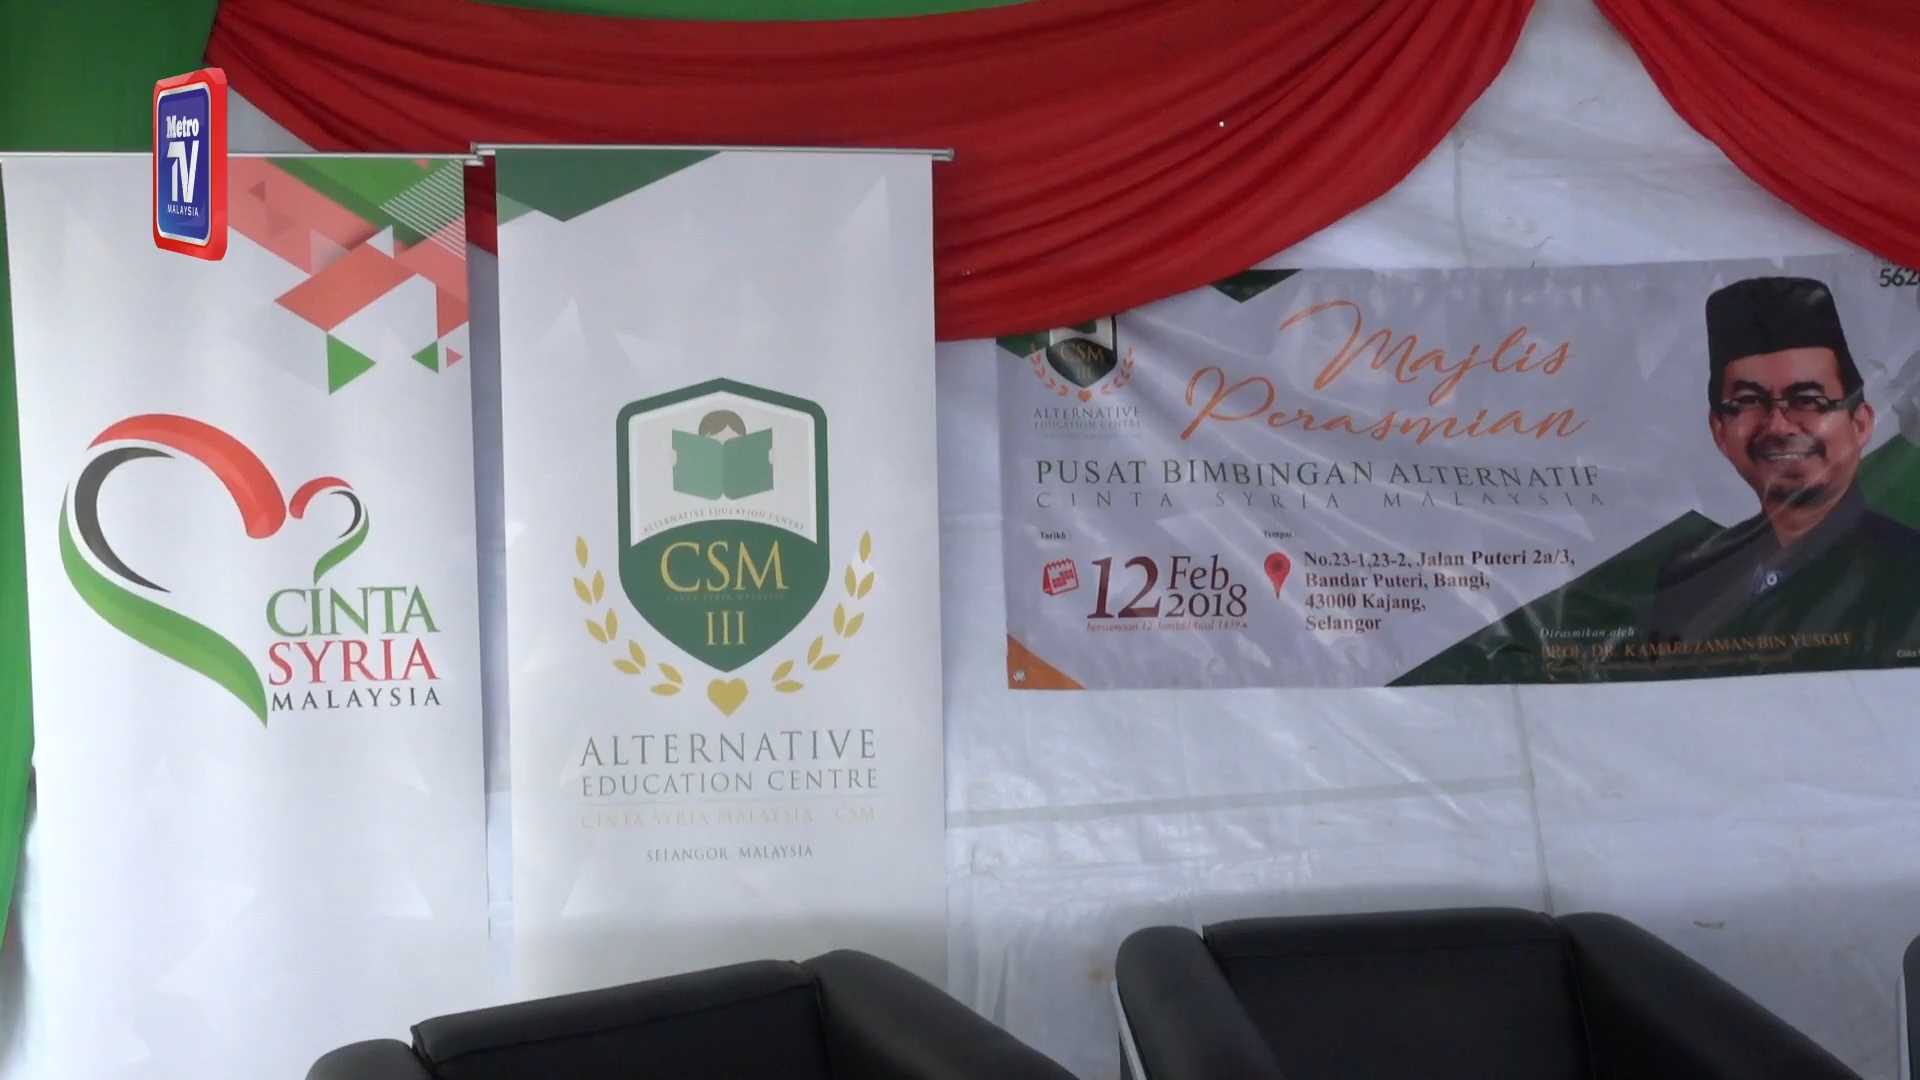 Metro
TV
MALAYSIA
CINTA
SYRIA
MALAYSIA
ALTERNATIVE EDUCATION CENTRE
CSM
III
ALTERNATIVE
EDUCATION CENTRE
CINTA SYRIA MALAYSIA - CSM
SELANGOR, MALAYSIA
CSM
III
ALTERNATIVE
EDUCATION CENTRE
Majlis
Perasmian
PUSAT BIMBINGAN ALTERNATIF
CINTA SYRIA MALAYSIA
Tarikh :
12 Feb
2018
Tempat :
No.23-1,23-2, Jalan Puteri 2a/3,
Bandar Puteri, Bangi,
43000 Kajang,
Selangor
Dirasmikan oleh :
PROF. DR. KAMARUZAMAN BIN YUSOFF